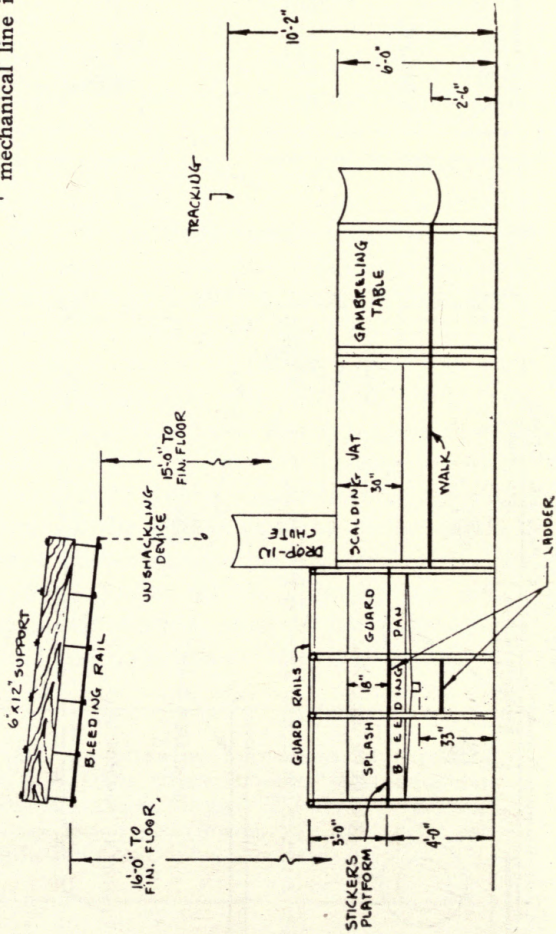 mechanical line
6"x12" SUPPORT
BLEEDING RAIL
UNSHACKLING
DEVICE
16'-0" TO
FIN. FLOOR
15'-0" TO
FIN. FLOOR
TRACKING
10'-2"
6'-0"
2'-6"
DROP-IN
CHUTE
GUARD RAILS
SPLASH GUARD
18"
BLEEDING PAN
33"
3'-0"
4'-0"
STICKERS
PLATFORM
SCALDING VAT
30"
GAMBRELING
TABLE
WALK
LADDER